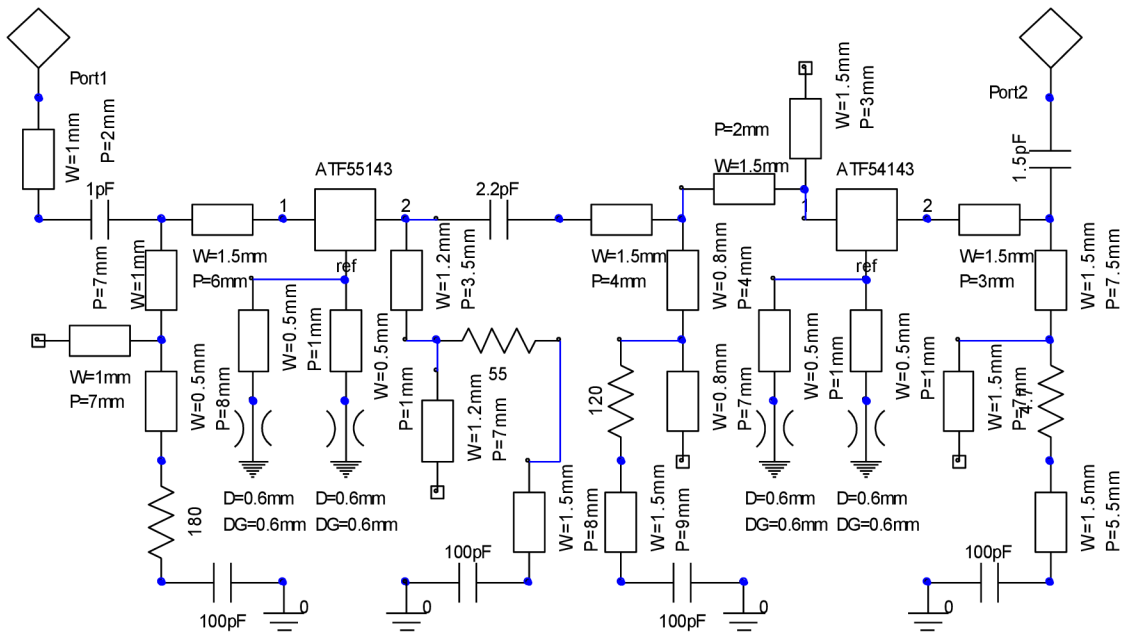 Port1
Port2
W=1mm
P=2mm
W=1.5mm
P=3mm
P=2mm
1.5pF
ATF55143
ATF54143
1pF
2.2pF
W=1.5mm
1
2
1
2
W=1.5mm
P=6mm
P=7mm
W=1mm
ref
W=1.2mm
P=3.5mm
W=1.5mm
P=4mm
W=0.8mm
P=4mm
ref
W=1.5mm
P=3mm
W=1.5mm
P=7.5mm
W=0.5mm
P=1mm
W=0.5mm
P=1mm
W=0.5mm
P=1mm
W=0.5mm
P=1mm
W=1mm
P=7mm
W=0.5mm
P=8mm
55
W=1.2mm
P=7mm
120
W=0.8mm
P=7mm
W=1.5mm
P=7mm
4.7
D=0.6mm
DG=0.6mm
D=0.6mm
DG=0.6mm
D=0.6mm
DG=0.6mm
D=0.6mm
DG=0.6mm
180
W=1.5mm
P=8mm
W=1.5mm
P=9mm
W=1.5mm
P=5.5mm
100pF
100pF
0
0
0
0
100pF
100pF